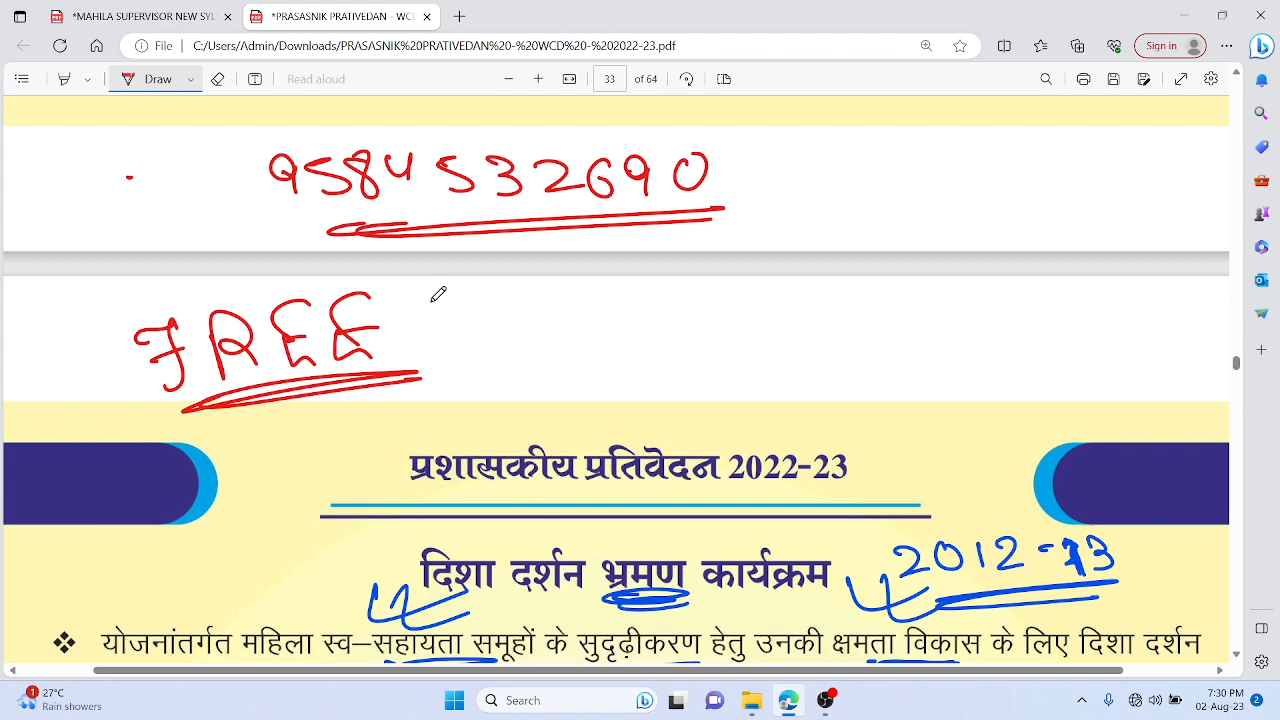 *MAHILA SUPERVISOR NEW SYL
*PRASASNIK PRATIVEDAN - WCD
File C:/Users/Admin/Downloads/PRASASNIK%20PRATIVEDAN%20-%20WCD%20-%202022-23.pdf
Sign in
Draw
Read aloud
33 of 64
9584532690
FREE
प्रशासकीय प्रतिवेदन 2022-23
दिशा दर्शन भ्रमण कार्यक्रम
2012-13
❖ योजनांतर्गत महिला स्व–सहायता समूहों के सुदृढ़ीकरण हेतु उनकी क्षमता विकास के लिए दिशा दर्शन
1
27°C
Rain showers
Search
7:30 PM
02-Aug-23
2